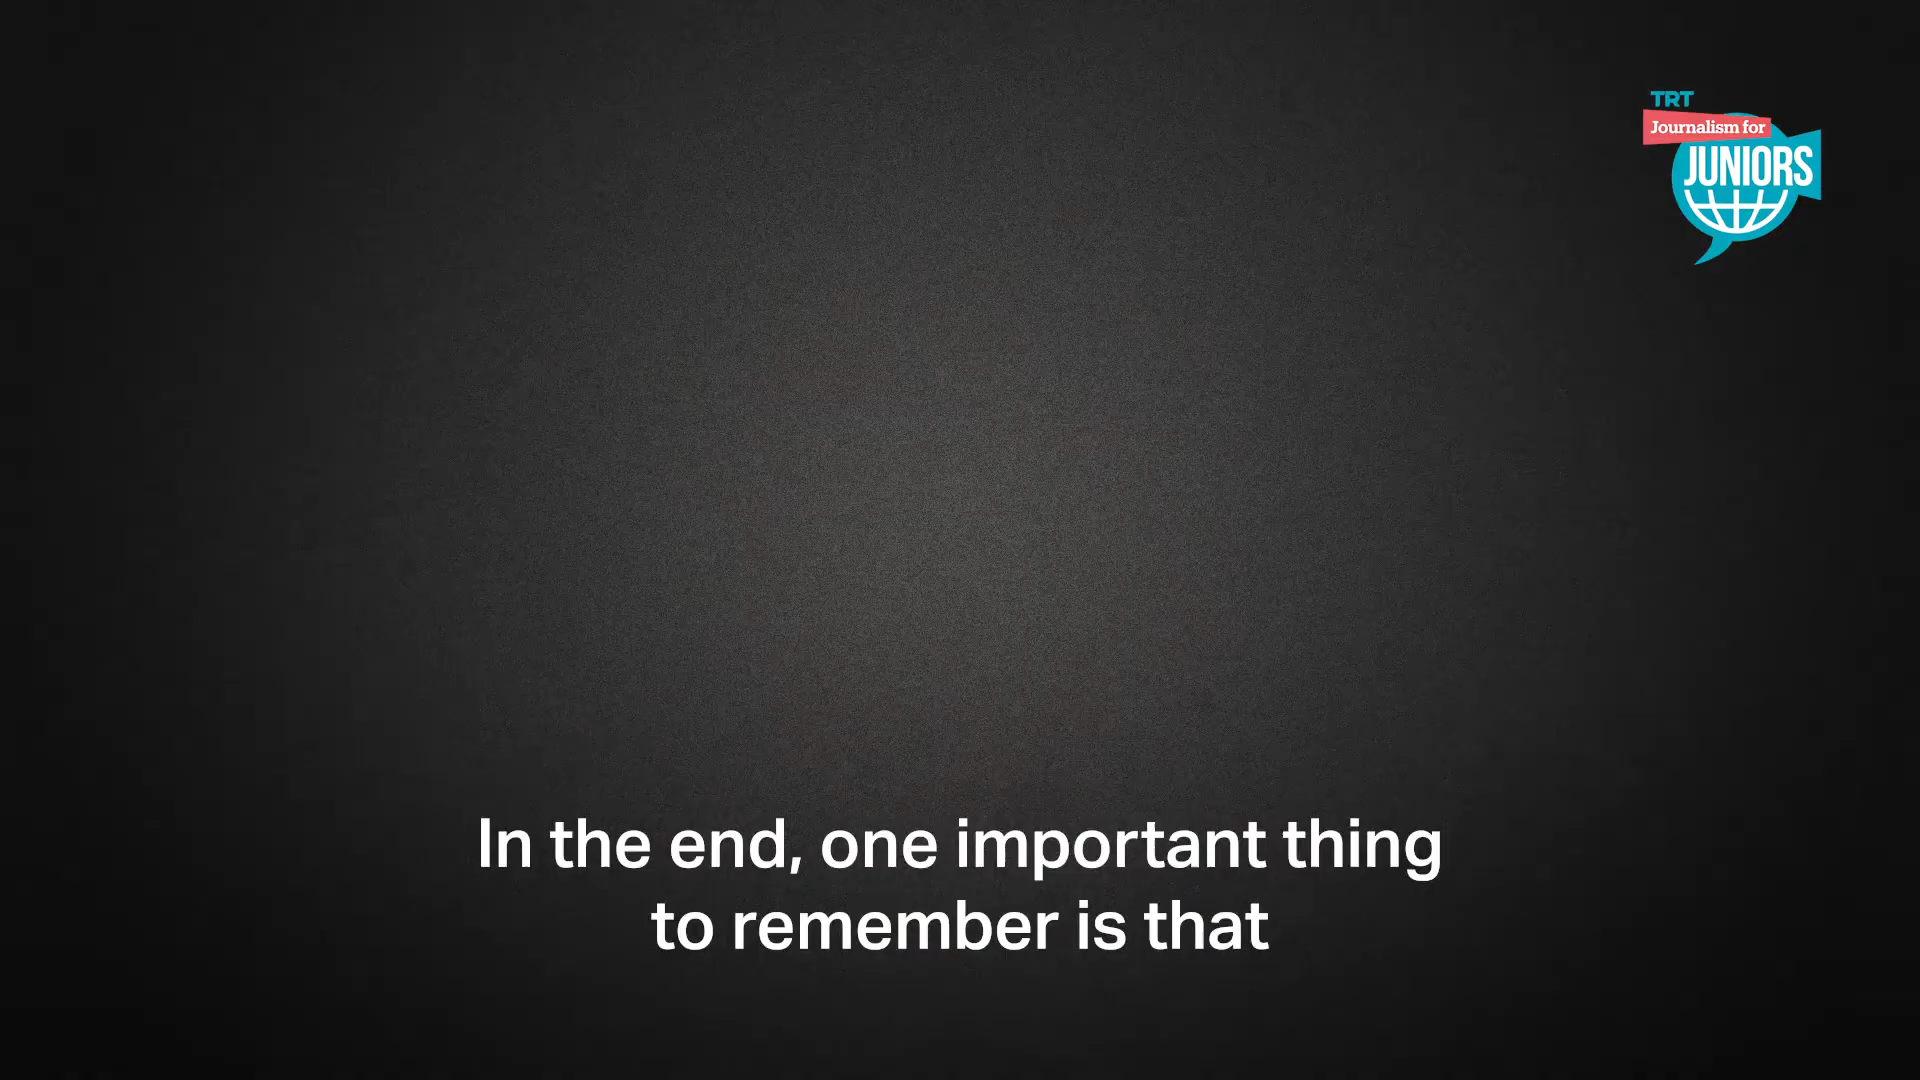 TRT
Journalism for
JUNIORS
In the end, one important thing
to remember is that